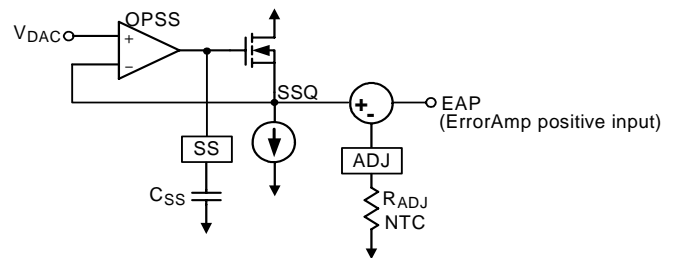 OPSS
VDAC
+
−
SSQ
+
-
EAP
(ErrorAmp positive input)
SS
ADJ
CSS
RADJ
NTC